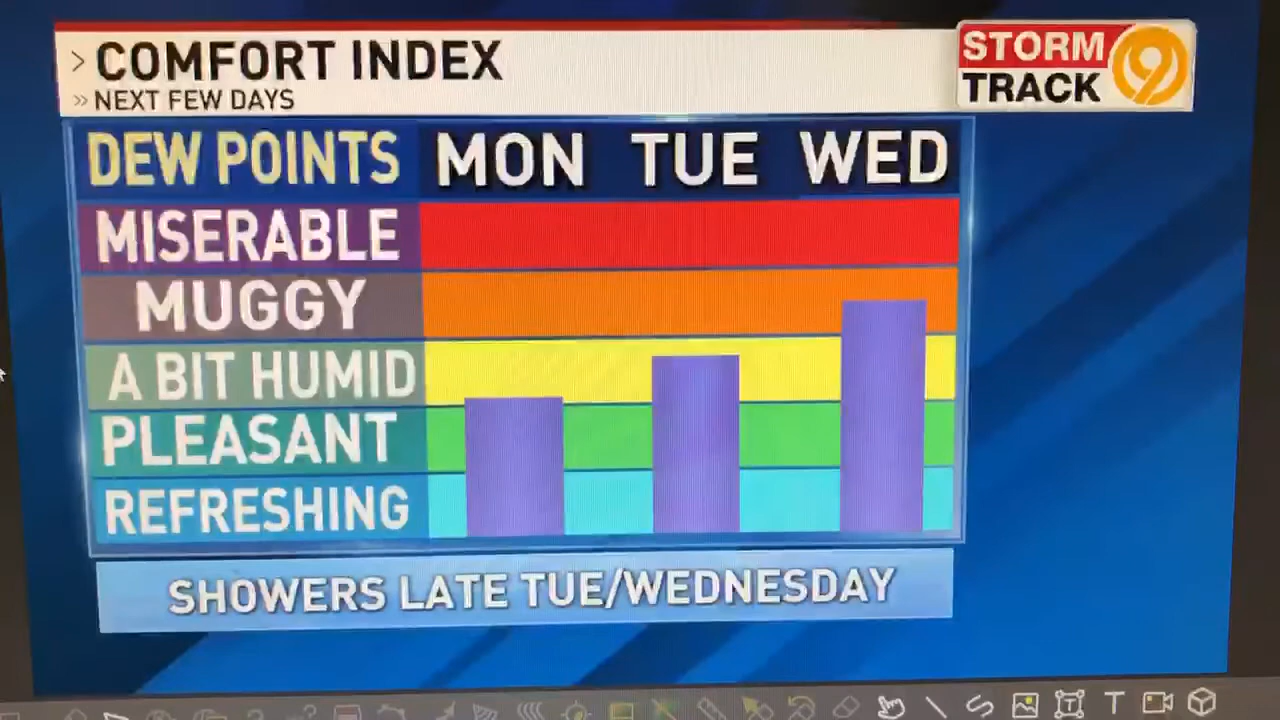 > COMFORT INDEX
» NEXT FEW DAYS
STORM
TRACK 9
DEW POINTS MON TUE WED
MISERABLE
MUGGY
A BIT HUMID
PLEASANT
REFRESHING
SHOWERS LATE TUE/WEDNESDAY
T T